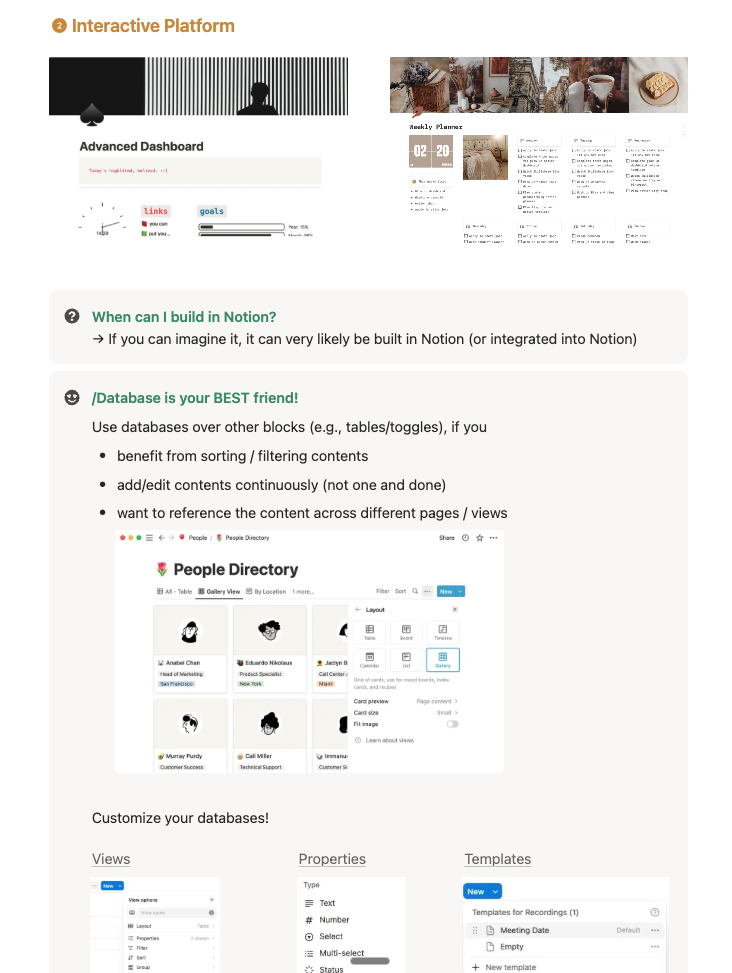 2 Interactive Platform
Advanced Dashboard
links
goals
you can
put you...
Year: 15%
Weekly Planner
02 20
When can I build in Notion?
→ If you can imagine it, it can very likely be built in Notion (or integrated into Notion)
/Database is your BEST friend!
Use databases over other blocks (e.g., tables/toggles), if you
• benefit from sorting / filtering contents
• add/edit contents continuously (not one and done)
• want to reference the content across different pages / views
People / People Directory
Share
People Directory
All - Table Gallery View By Location 1 more...
Filter Sort New
Layout
Table Board Timeline
Calendar List Gallery
Grid of cards, use for mood boards, index
cards, and recipes
Card preview Page content
Card size Small
Fit image
Learn about views
Anabel Chan
Head of Marketing
San Francisco
Eduardo Nikolaus
Product Specialist
New York
Jaclyn B
Call Center
Miami
Murray Purdy
Customer Success
Cali Miller
Technical Support
Immanu
Customer Su
Customize your databases!
Views
Properties
Templates
New
View options
View name
Layout Table
Properties 2 shown
Filter
Sort
Group
Type
Text
Number
Select
Multi-select
Status
New
Templates for Recordings (1)
Meeting Date Default
Empty
New template